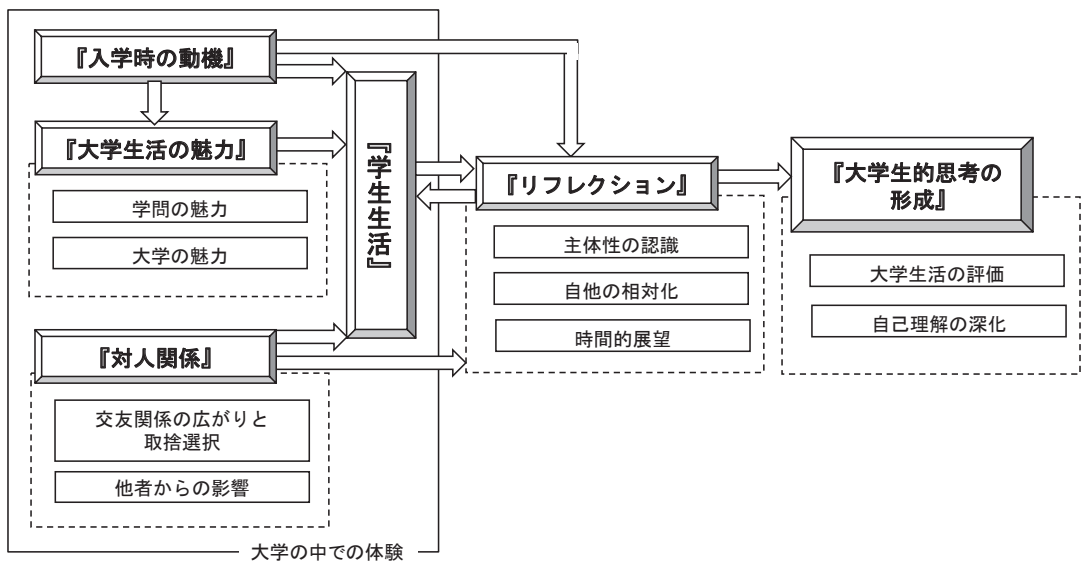 『入学時の動機』
『大学生活の魅力』
学問の魅力
大学の魅力
『学生生活』
『対人関係』
交友関係の広がりと
取捨選択
他者からの影響
大学の中での体験
『リフレクション』
主体性の認識
自他の相対化
時間的展望
『大学生的思考の
形成』
大学生活の評価
自己理解の深化